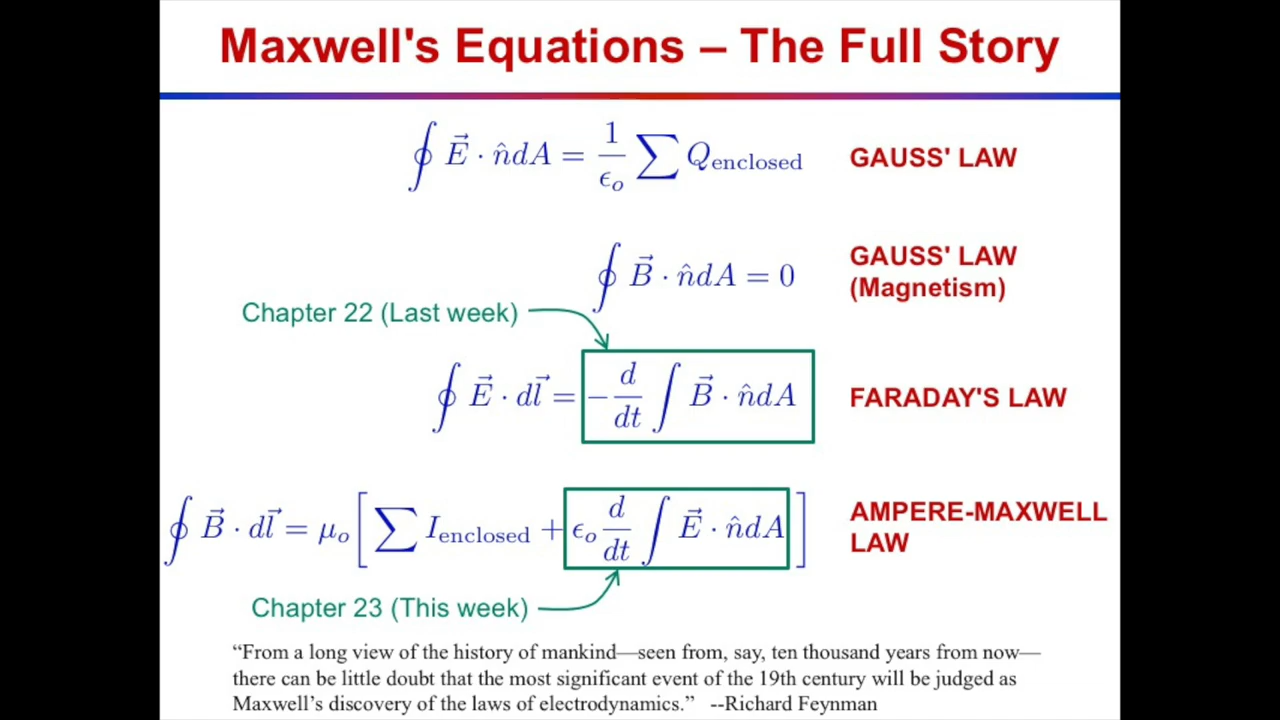 Maxwell's Equations – The Full Story
∮ E⃗ · n̂dA = 1/ϵₒ ∑ Q_enclosed GAUSS' LAW
∮ B⃗ · n̂dA = 0 GAUSS' LAW
(Magnetism)
Chapter 22 (Last week)
∮ E⃗ · dl⃗ = − d/dt ∫ B⃗ · n̂dA FARADAY'S LAW
∮ B⃗ · dl⃗ = μₒ [ ∑ I_enclosed + ϵₒ d/dt ∫ E⃗ · n̂dA ] AMPERE-MAXWELL
LAW
Chapter 23 (This week)
“From a long view of the history of mankind—seen from, say, ten thousand years from now—
there can be little doubt that the most significant event of the 19th century will be judged as
Maxwell’s discovery of the laws of electrodynamics.” --Richard Feynman